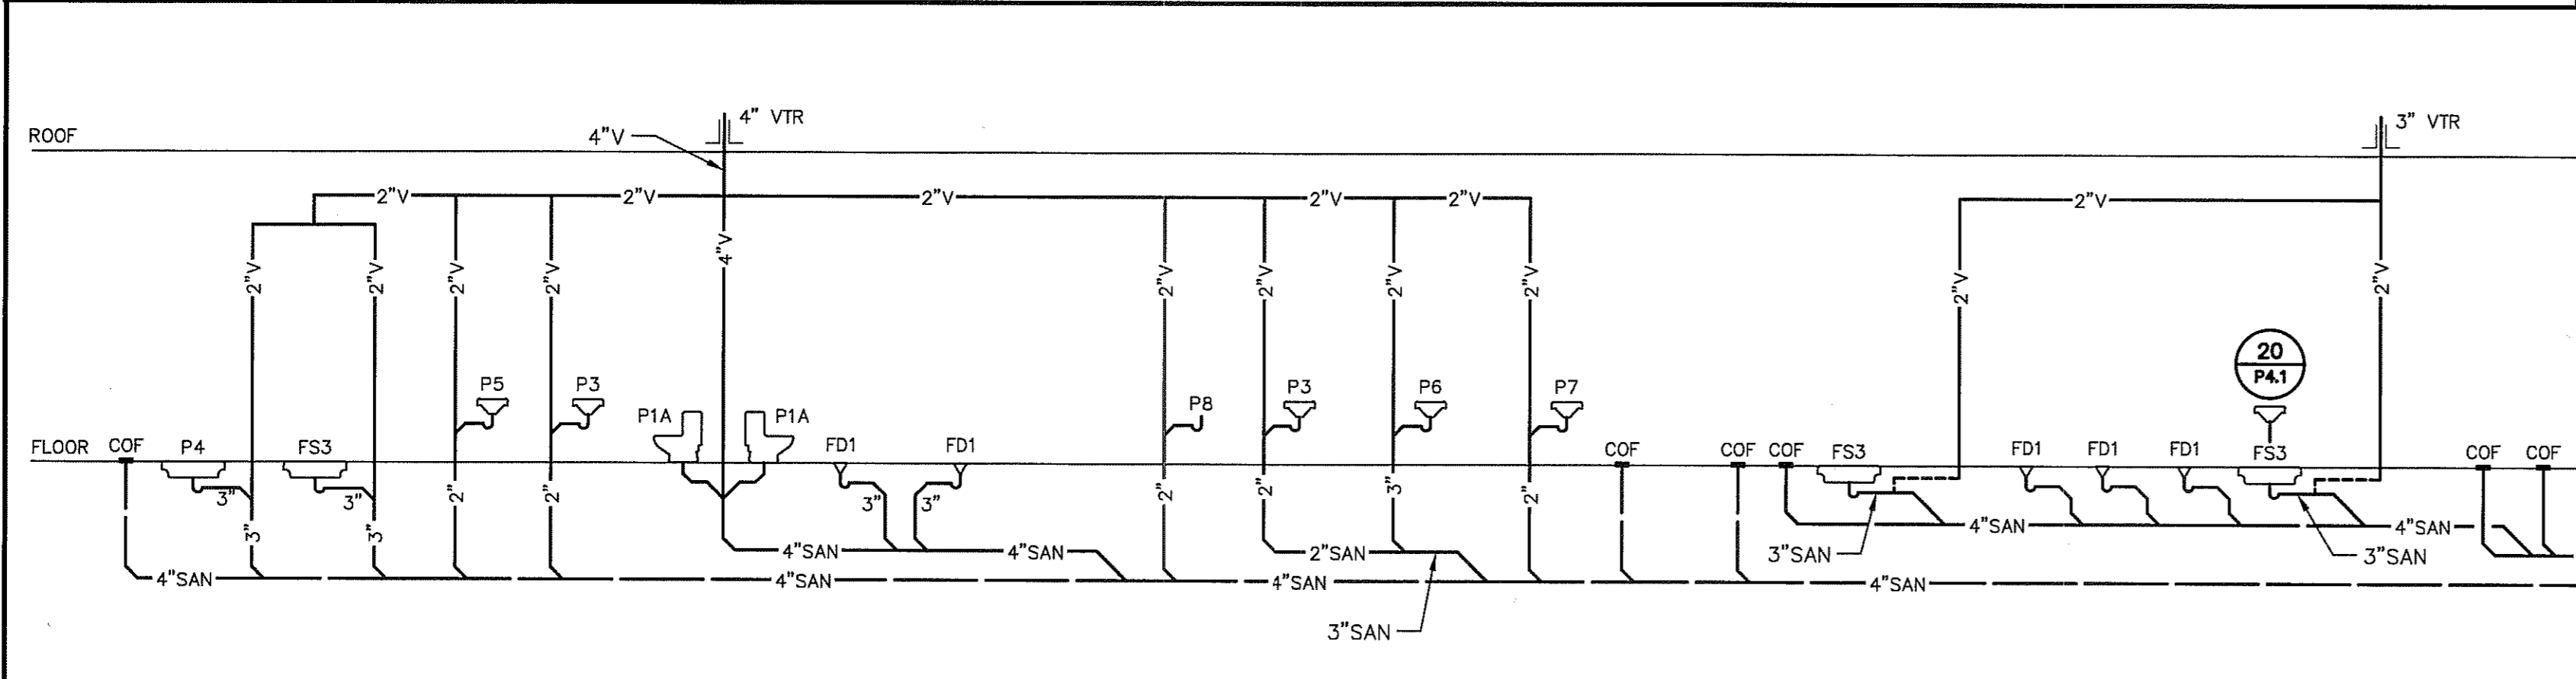 4" VTR
3" VTR
ROOF
4"V
2"V
2"V
2"V
2"V
2"V
2"V
4"V
2"V
2"V
2"V
2"V
2"V
2"V
2"V
2"V
2"V
2"V
20
P4.1
P5
P3
P1A
P1A
P8
P3
P6
P7
FLOOR
COF
P4
FS3
FD1
FD1
COF
COF
COF
FS3
FD1
FD1
FD1
FS3
COF
COF
3"
3"
3"
3"
2"
2"
3"
3"
2"
2"
3"
2"
4"SAN
4"SAN
2"SAN
3"SAN
4"SAN
4"SAN
3"SAN
4"SAN
4"SAN
4"SAN
4"SAN
3"SAN